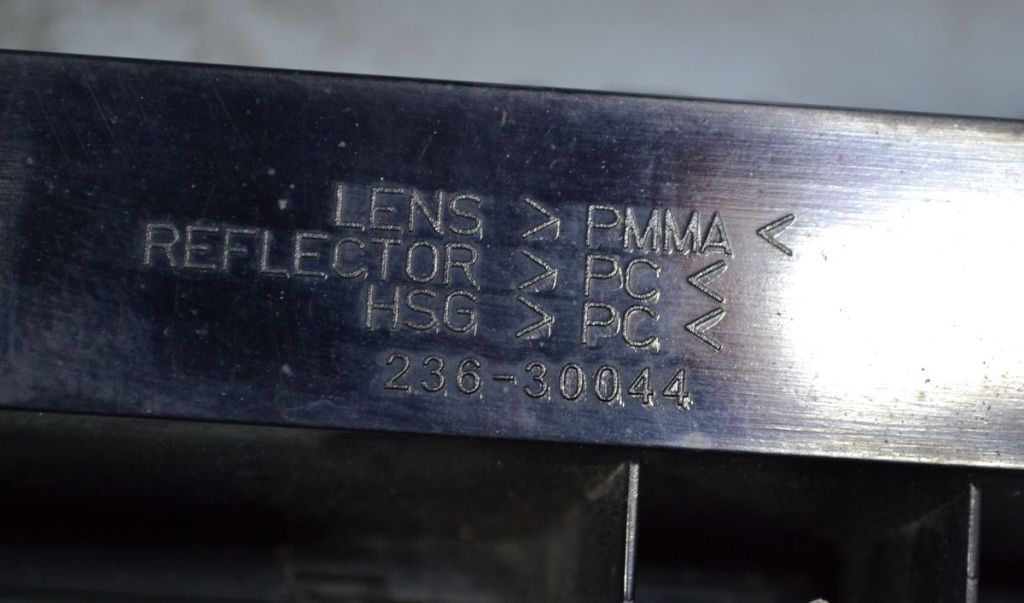 LENS >PMMA<
REFLECTOR >PC<
HSG >PC<
236-30044